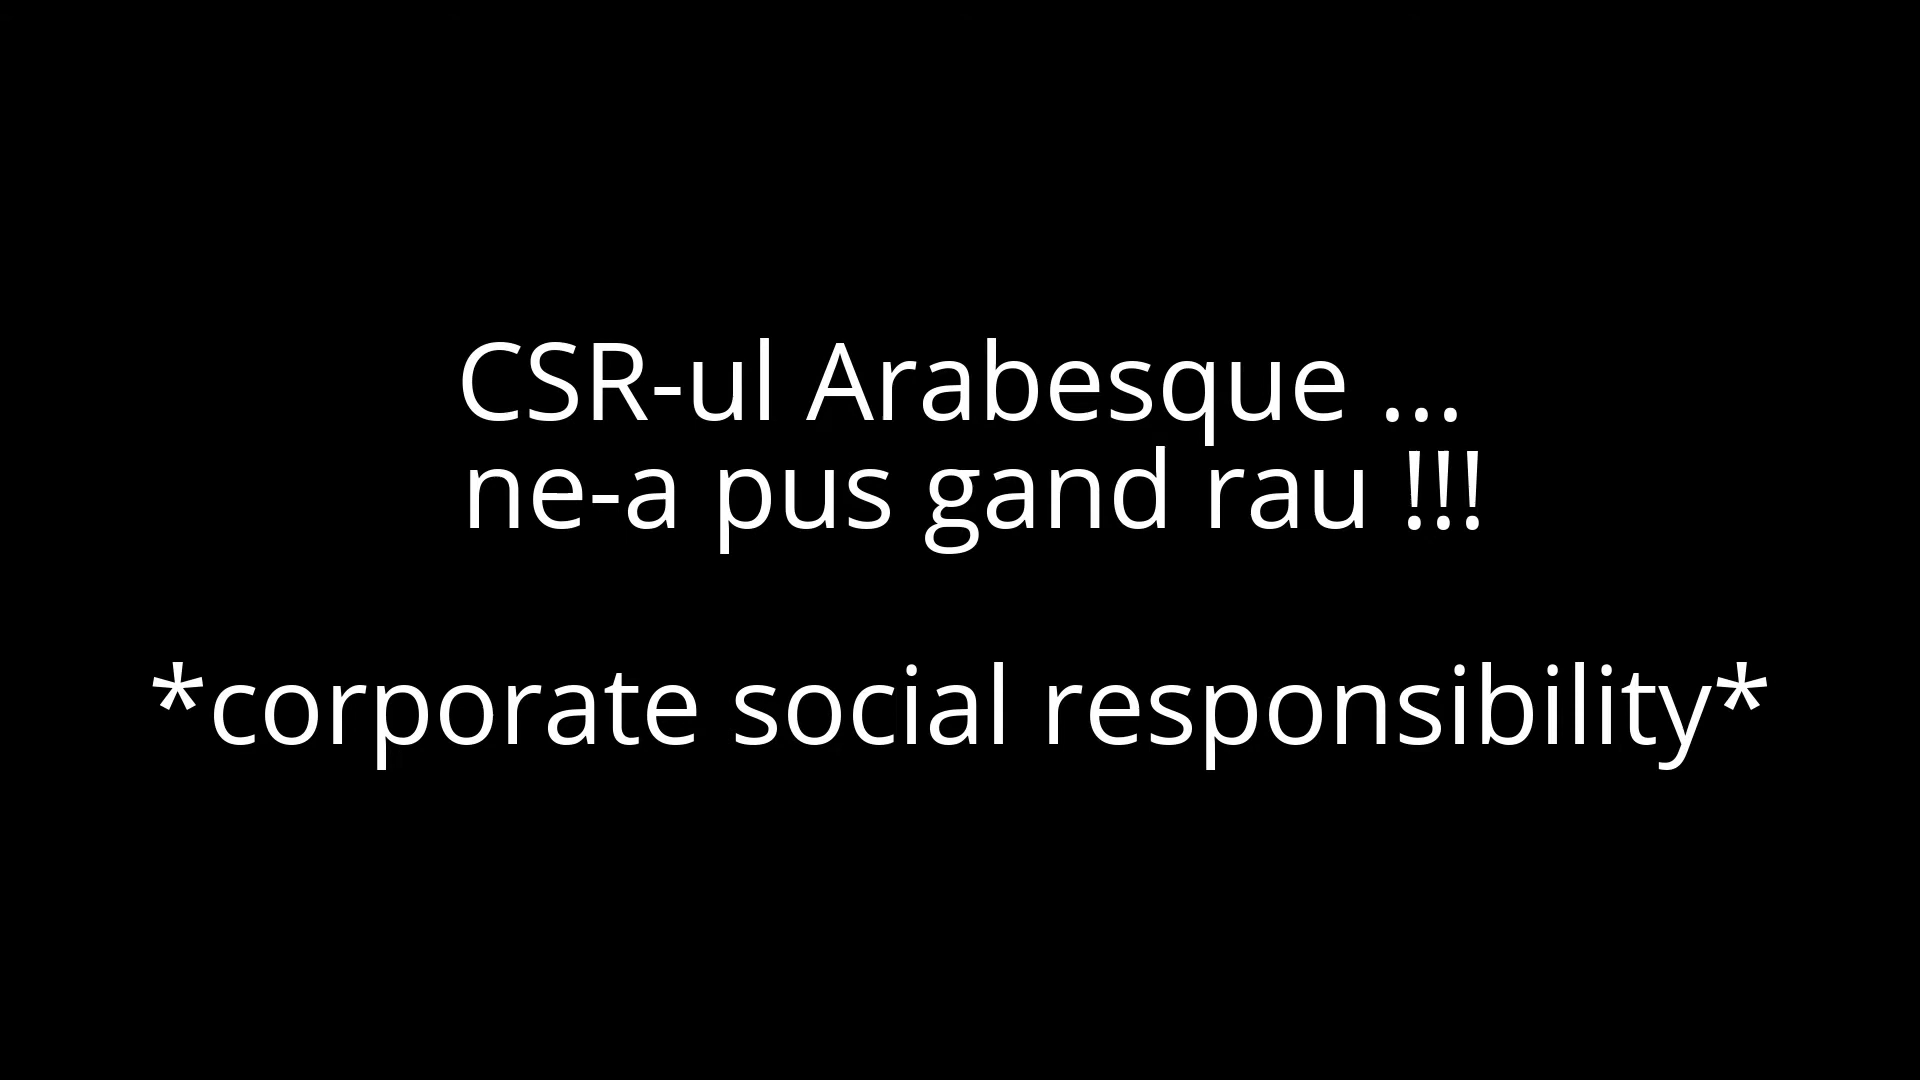 CSR-ul Arabesque ...
ne-a pus gand rau !!!
*corporate social responsibility*